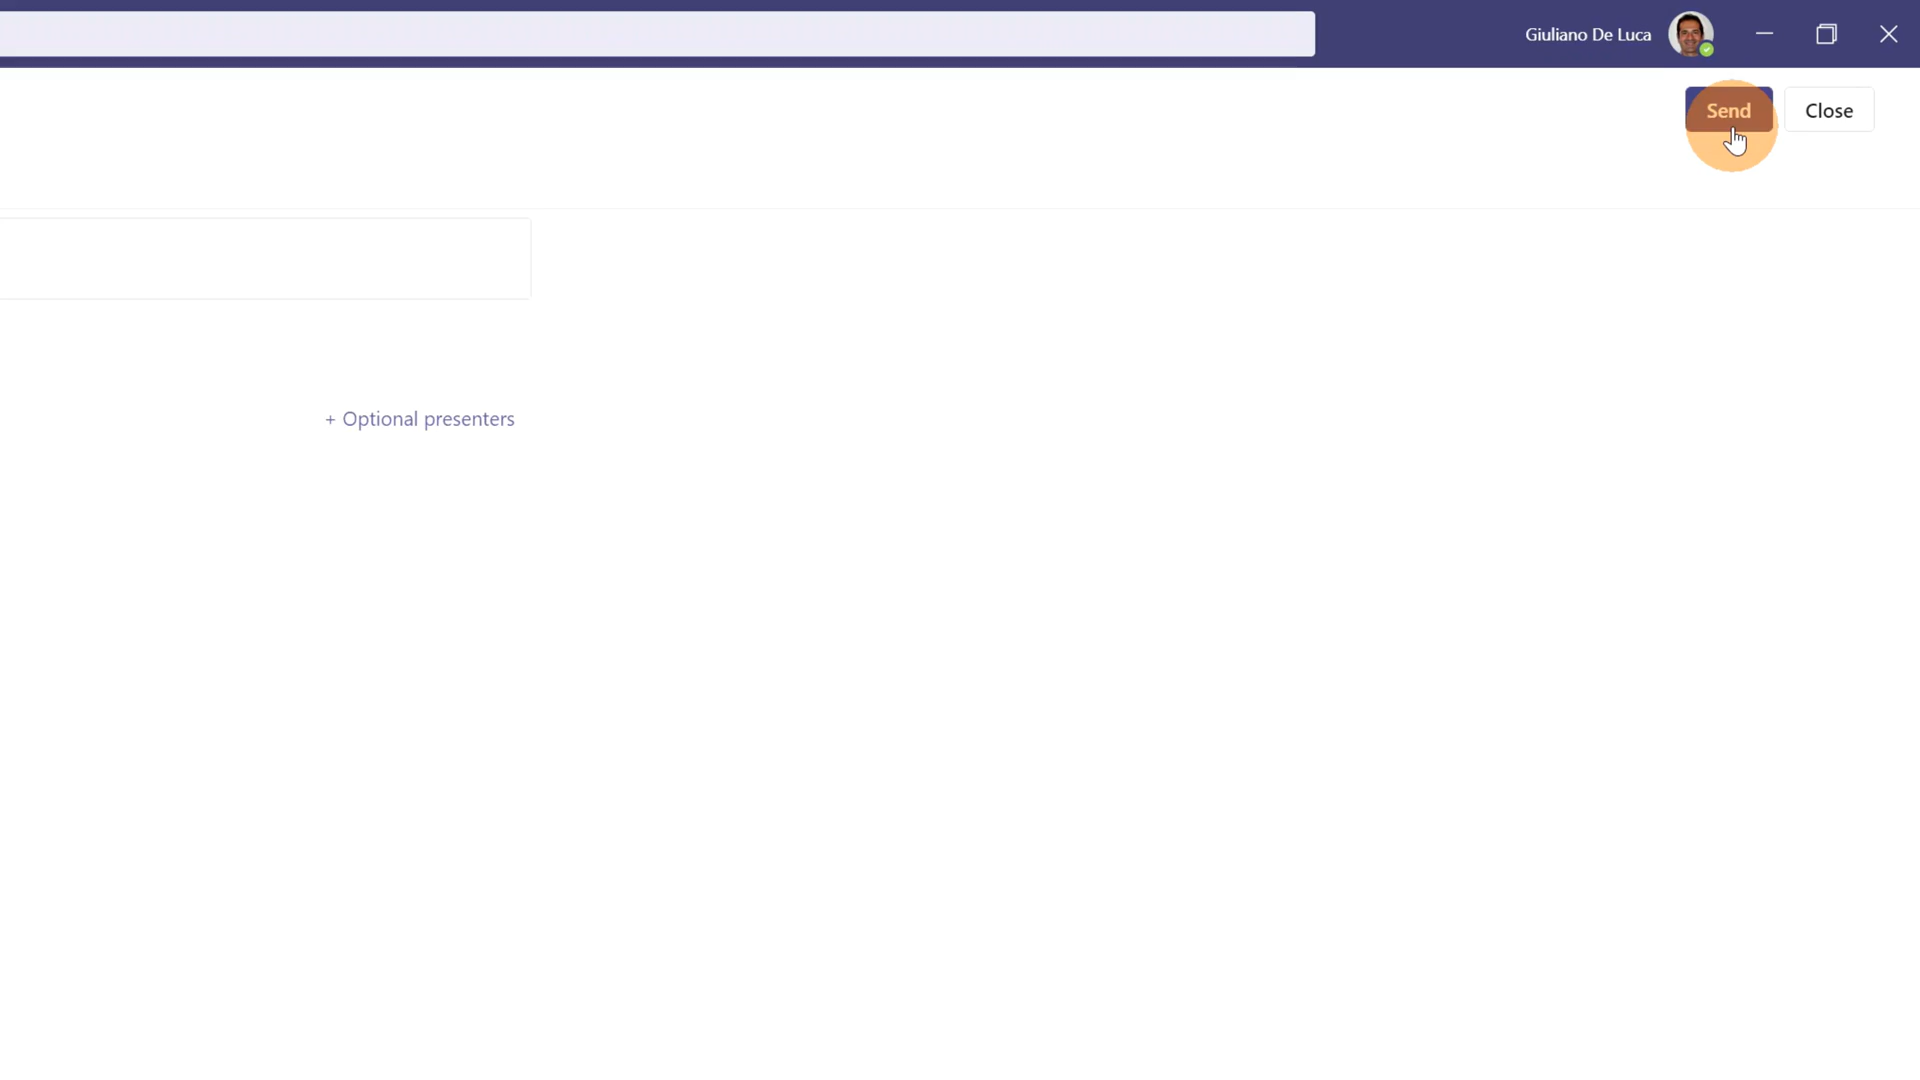 Giuliano De Luca
Send
Close
+ Optional presenters